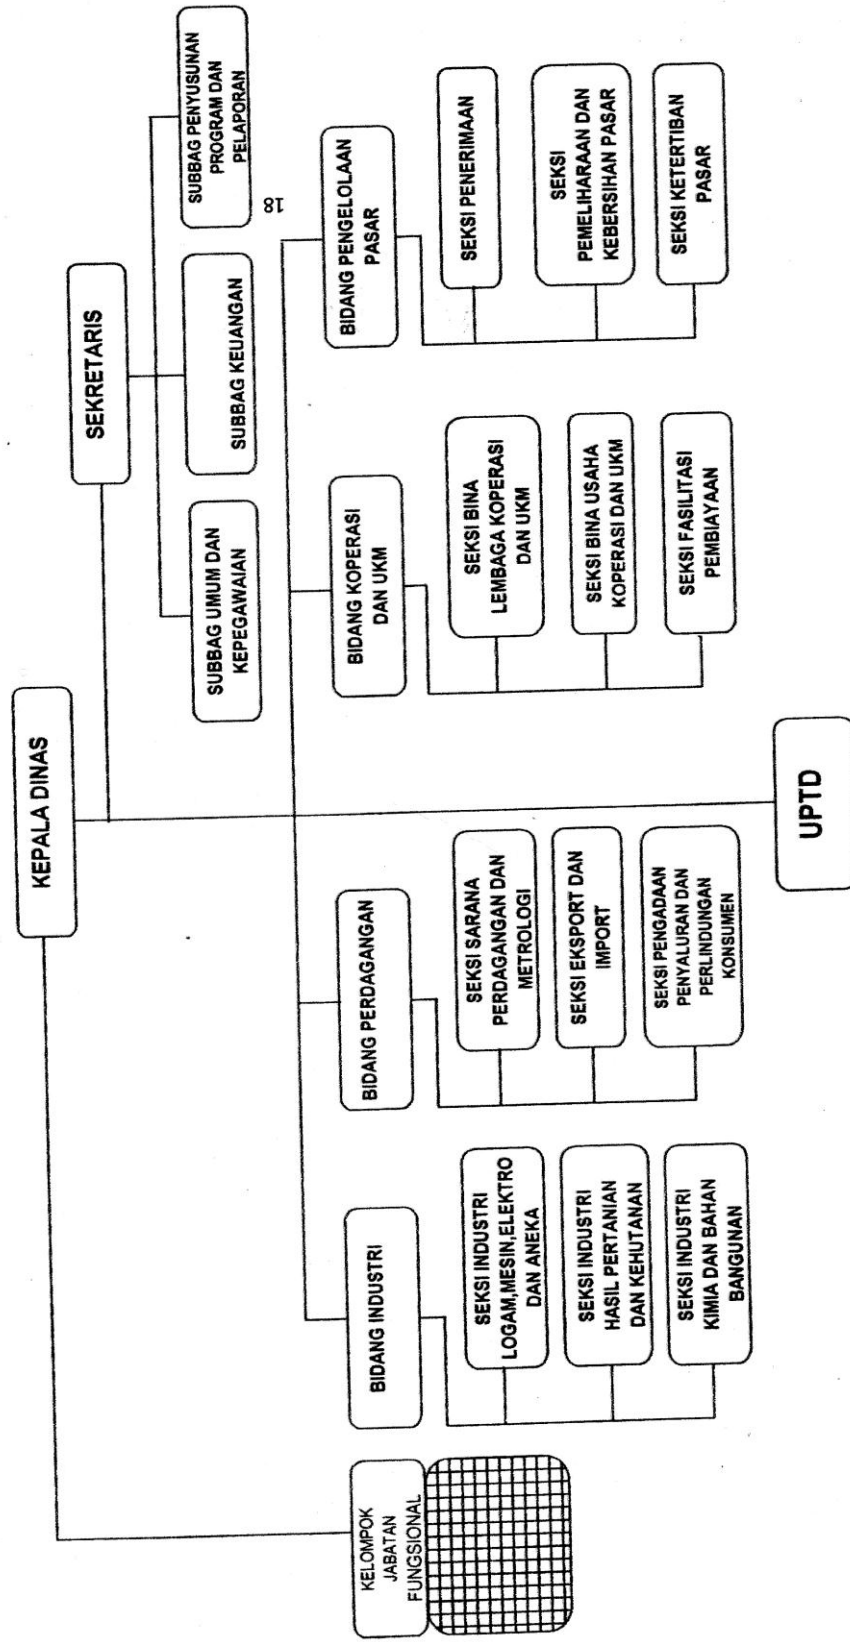 KEPALA DINAS
SEKRETARIS
SUBBAG UMUM DAN
KEPEGAWAIAN
SUBBAG KEUANGAN
SUBBAG PENYUSUNAN
PROGRAM DAN
PELAPORAN
18
KELOMPOK
JABATAN
FUNGSIONAL
BIDANG INDUSTRI
SEKSI INDUSTRI
LOGAM,MESIN,ELEKTRO
DAN ANEKA
SEKSI INDUSTRI
HASIL PERTANIAN
DAN KEHUTANAN
SEKSI INDUSTRI
KIMIA DAN BAHAN
BANGUNAN
BIDANG PERDAGANGAN
SEKSI SARANA
PERDAGANGAN DAN
METROLOGI
SEKSI EKSPORT DAN
IMPORT
SEKSI PENGADAAN
PENYALURAN DAN
PERLINDUNGAN
KONSUMEN
BIDANG KOPERASI
DAN UKM
SEKSI BINA
LEMBAGA KOPERASI
DAN UKM
SEKSI BINA USAHA
KOPERASI DAN UKM
SEKSI FASILITASI
PEMBIAYAAN
BIDANG PENGELOLAAN
PASAR
SEKSI PENERIMAAN
SEKSI
PEMELIHARAAN DAN
KEBERSIHAN PASAR
SEKSI KETERTIBAN
PASAR
UPTD